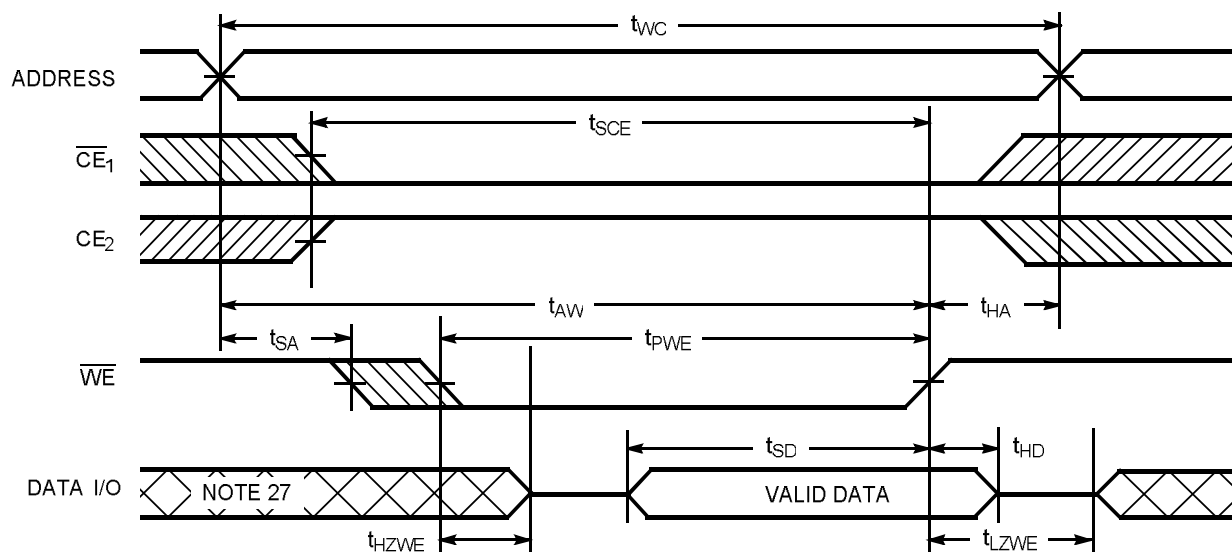 tWC
ADDRESS
tSCE
CE1
CE2
tAW
tHA
tSA
tPWE
WE
tSD
tHD
DATA I/O
NOTE 27
VALID DATA
tHZWE
tLZWE